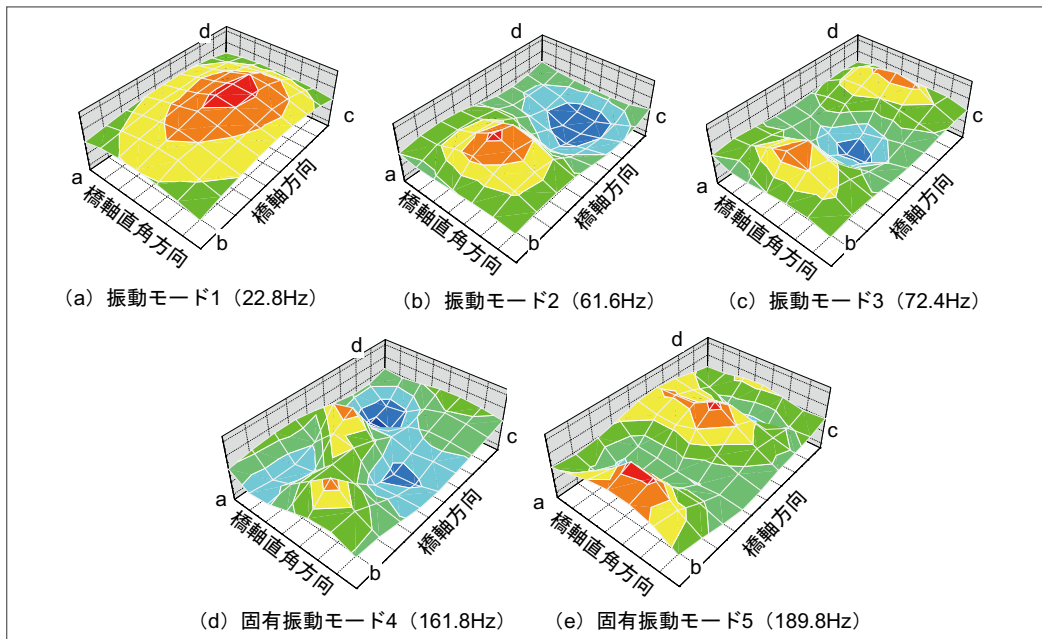 d
c
a
b
橋軸直角方向
橋軸方向
(a) 振動モード1(22.8Hz)
d
c
a
b
橋軸直角方向
橋軸方向
(b) 振動モード2(61.6Hz)
d
c
a
b
橋軸直角方向
橋軸方向
(c) 振動モード3(72.4Hz)
d
c
a
b
橋軸直角方向
橋軸方向
(d) 固有振動モード4(161.8Hz)
d
c
a
b
橋軸直角方向
橋軸方向
(e) 固有振動モード5(189.8Hz)